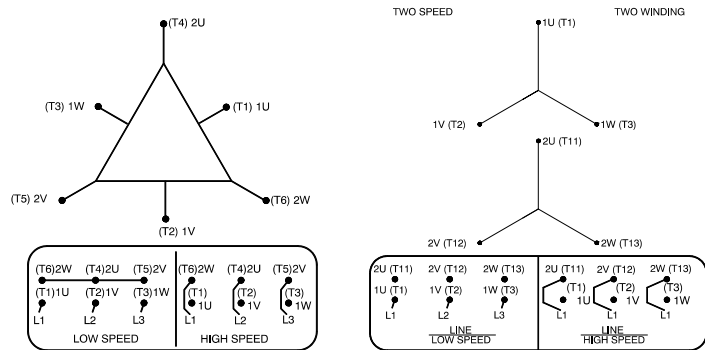 (T4) 2U
(T3) 1W
(T1) 1U
(T5) 2V
(T6) 2W
(T2) 1V
(T6)2W (T4)2U (T5)2V
(T1)1U (T2)1V (T3)1W
L1 L2 L3
LOW SPEED
(T6)2W (T4)2U (T5)2V
(T1) (T2) (T3)
1U 1V 1W
L1 L2 L3
HIGH SPEED
TWO SPEED TWO WINDING
1U (T1)
1V (T2) 1W (T3)
2U (T11)
2V (T12) 2W (T13)
2U (T11) 2V (T12) 2W (T13)
1U (T1) 1V (T2) 1W (T3)
L1 L2 L3
LINE
LOW SPEED
2U (T11) 2V (T12) 2W (T13)
(T1) (T2) (T3)
1U 1V 1W
L1 L1 L1
LINE
HIGH SPEED